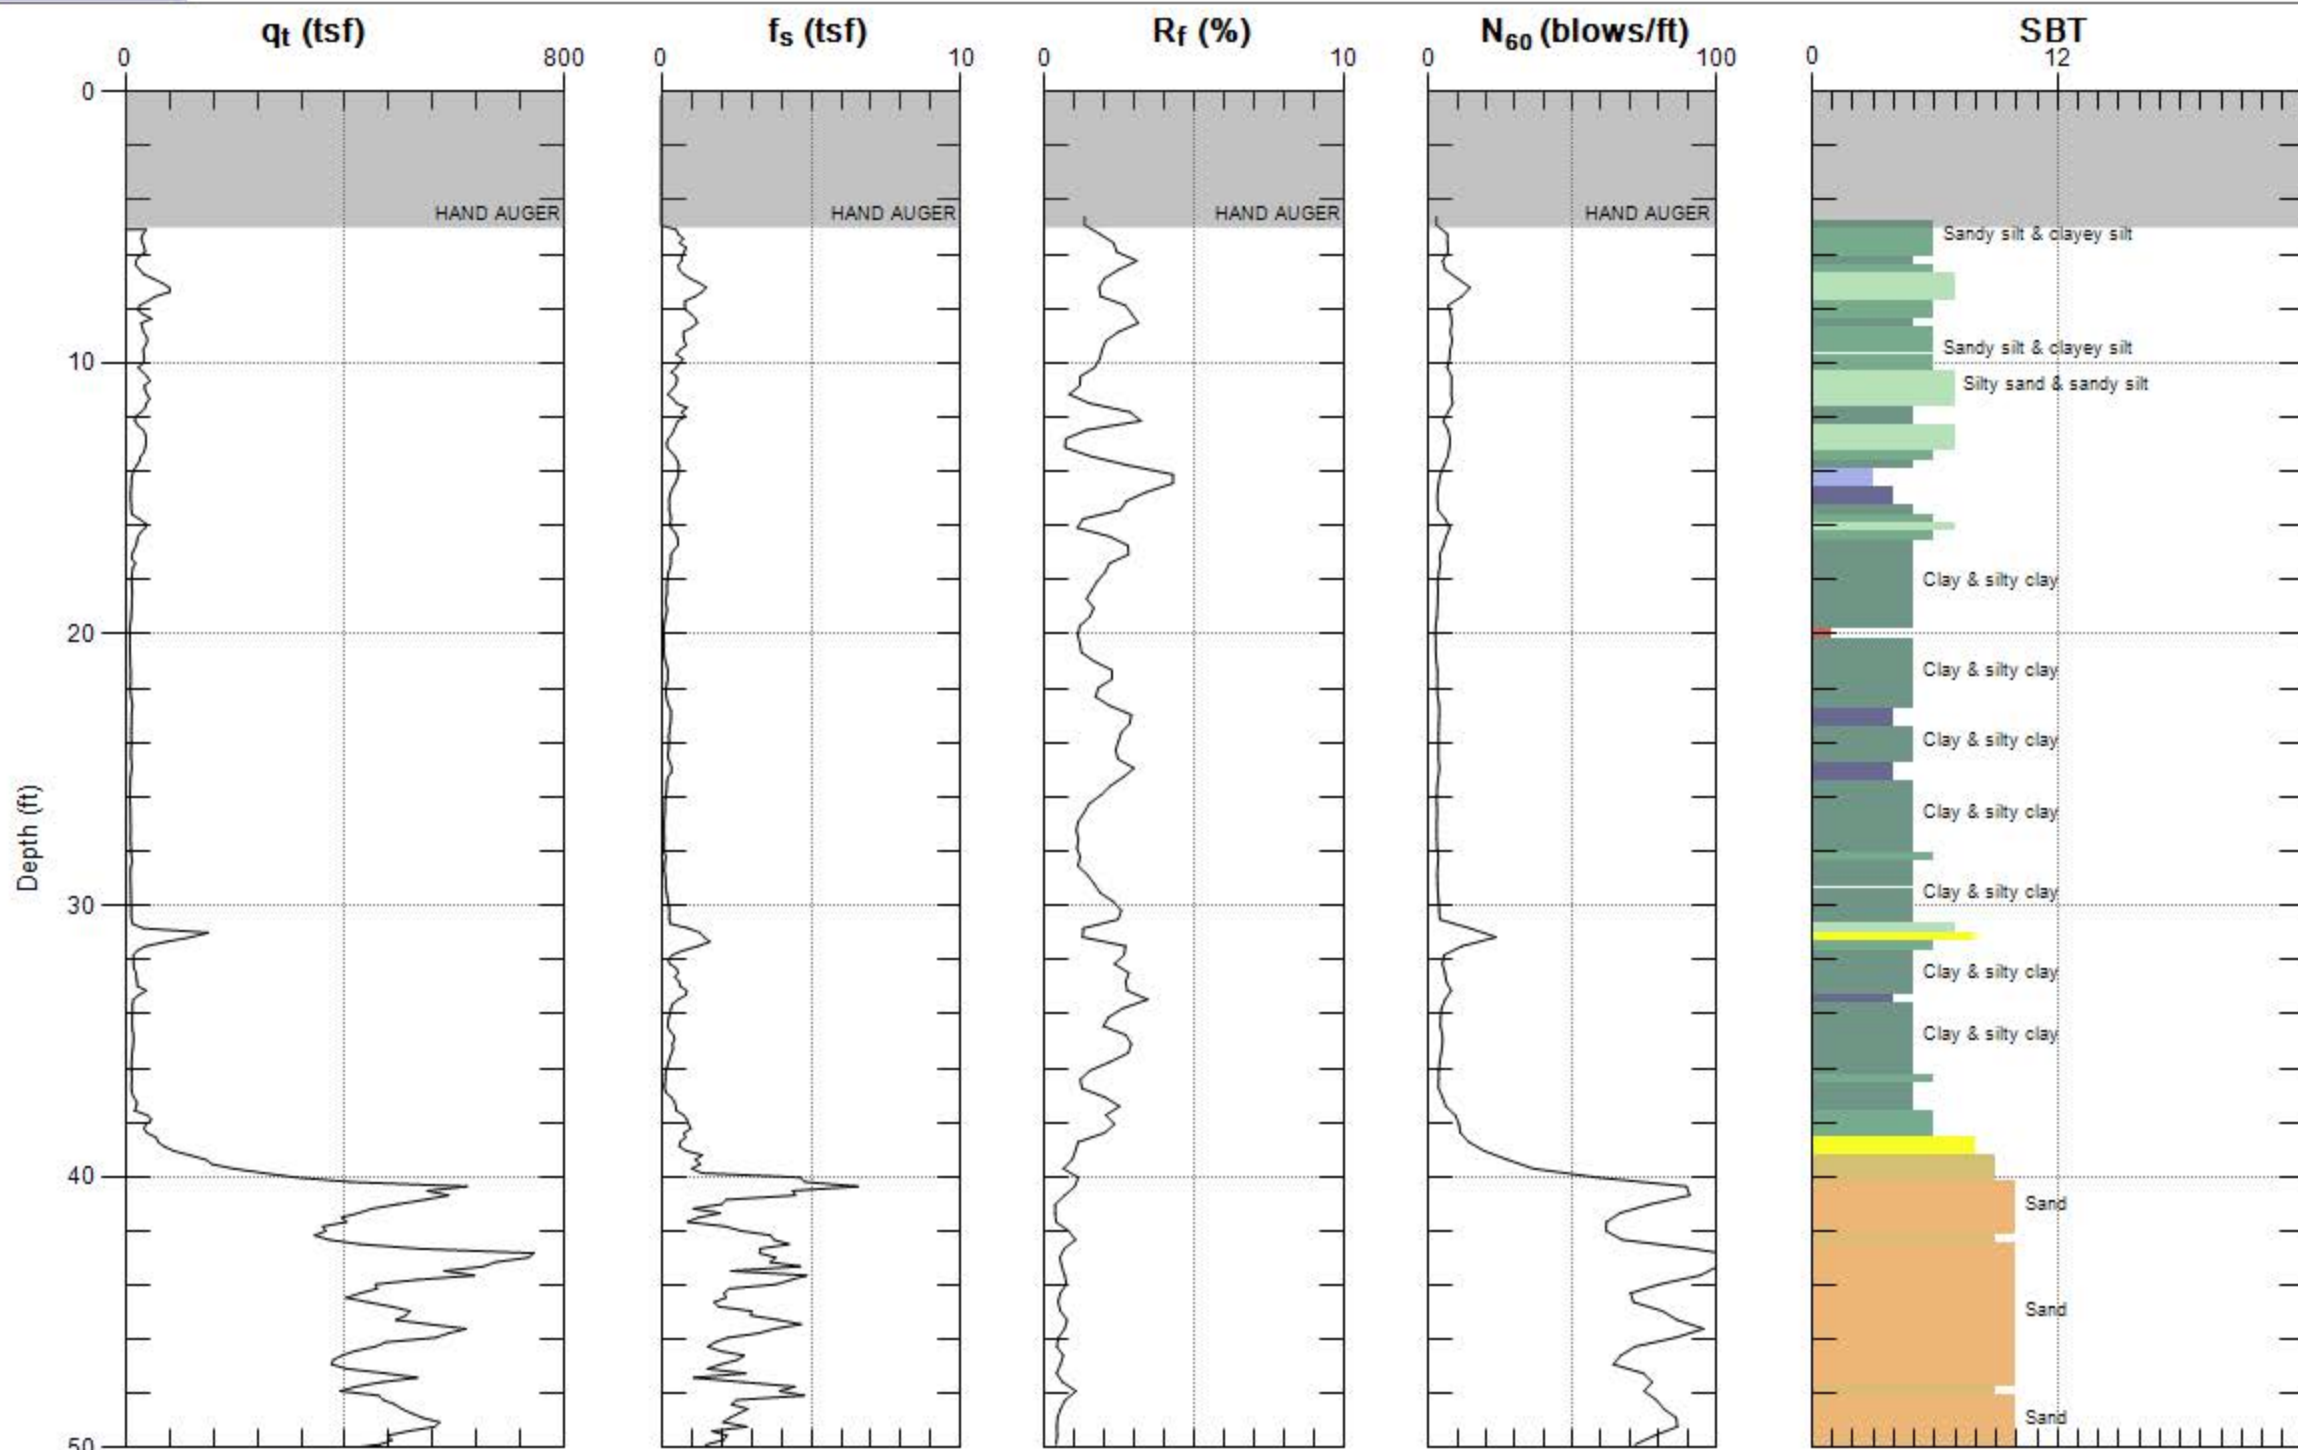 qt (tsf) fs (tsf) Rf (%) N60 (blows/ft) SBT
0 800 0 10 0 10 0 100 0 12
0
HAND AUGER HAND AUGER HAND AUGER HAND AUGER
Sandy silt & clayey silt
Sandy silt & clayey silt
10
Silty sand & sandy silt
Clay & silty clay
20
Clay & silty clay
Clay & silty clay
Clay & silty clay
Depth (ft)
Clay & silty clay
30
Clay & silty clay
Clay & silty clay
40
Sand
Sand
Sand
50